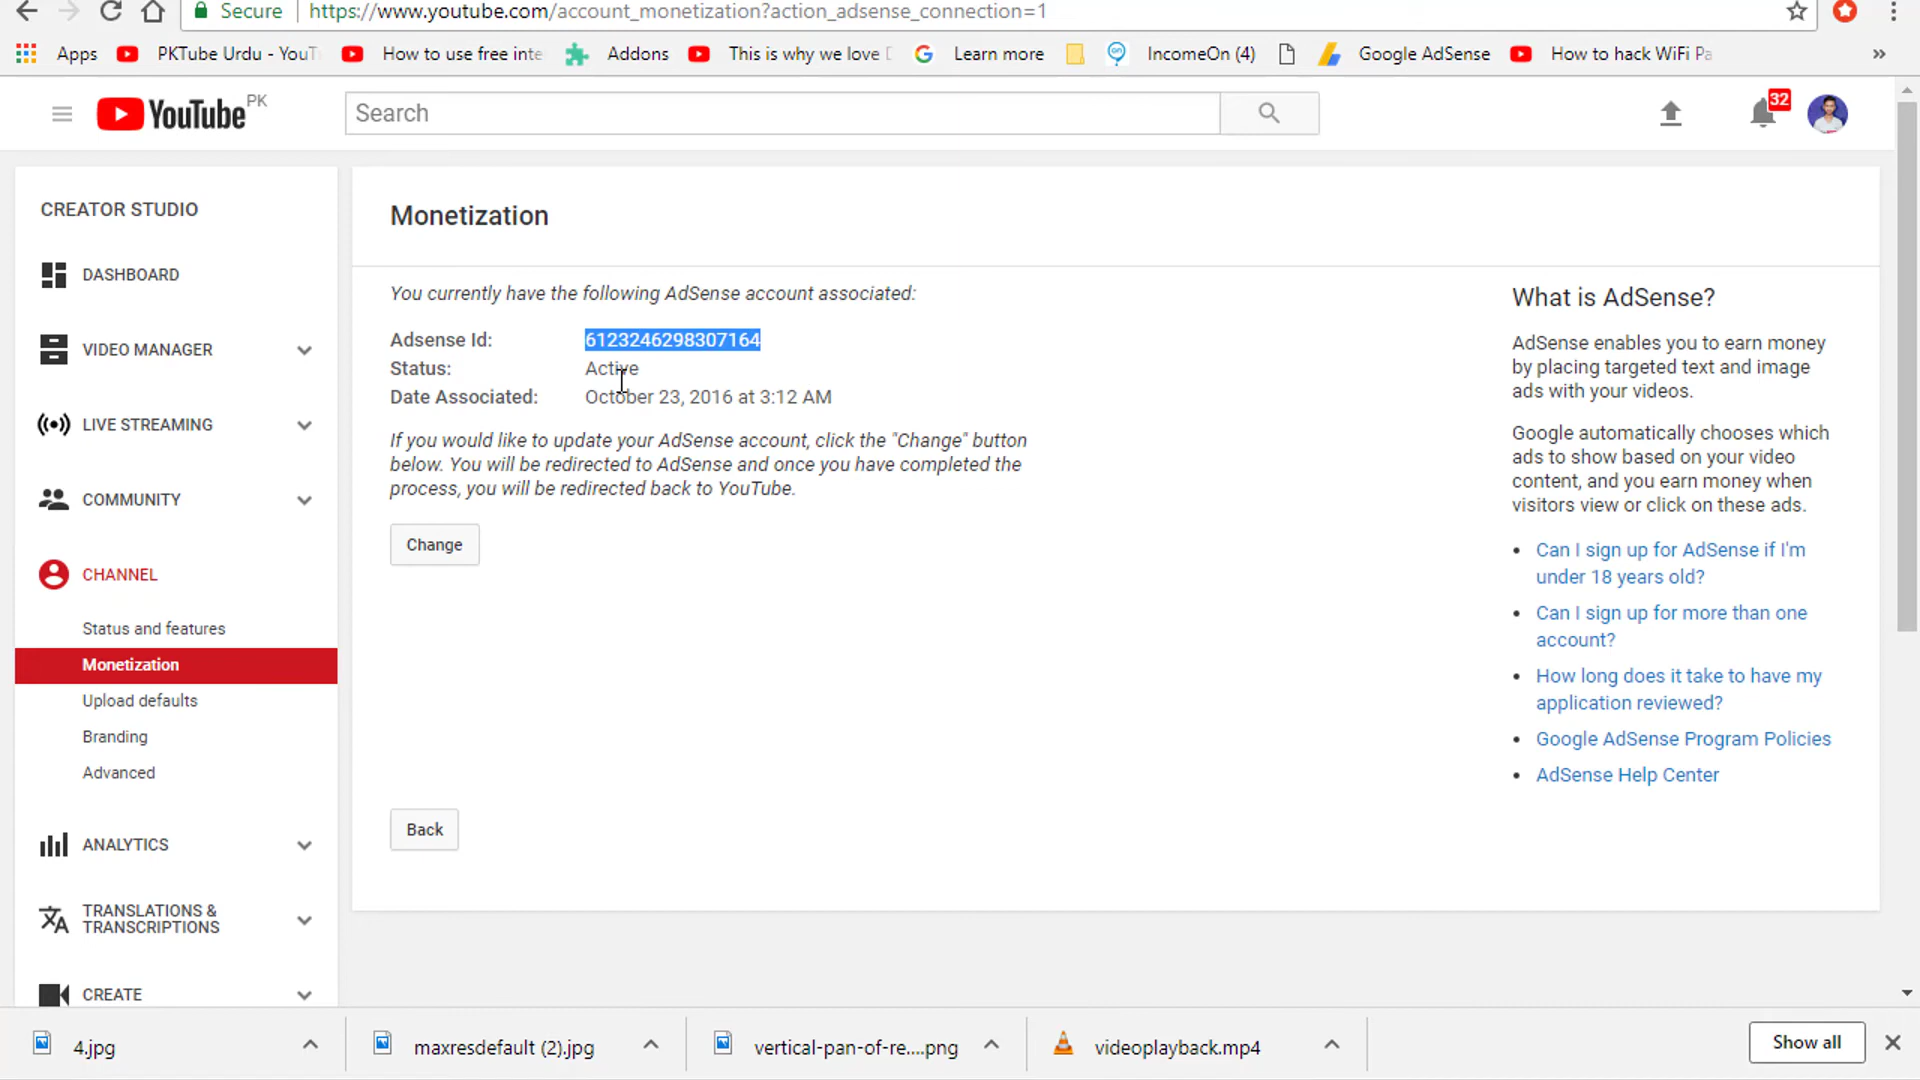 Secure
https://www.youtube.com/account_monetization?action_adsense_connection=1
Apps
PKTube Urdu - YouT
How to use free inte
Addons
This is why we love
Learn more
IncomeOn (4)
Google AdSense
How to hack WiFi Pa
»
YouTube PK
Search
32
CREATOR STUDIO
DASHBOARD
VIDEO MANAGER
LIVE STREAMING
COMMUNITY
CHANNEL
Status and features
Monetization
Upload defaults
Branding
Advanced
ANALYTICS
TRANSLATIONS &
TRANSCRIPTIONS
CREATE
Monetization
You currently have the following AdSense account associated:
Adsense Id: 6123246298307164
Status: Active
Date Associated: October 23, 2016 at 3:12 AM
If you would like to update your AdSense account, click the "Change" button
below. You will be redirected to AdSense and once you have completed the
process, you will be redirected back to YouTube.
Change
Back
What is AdSense?
AdSense enables you to earn money
by placing targeted text and image
ads with your videos.
Google automatically chooses which
ads to show based on your video
content, and you earn money when
visitors view or click on these ads.
• Can I sign up for AdSense if I'm
under 18 years old?
• Can I sign up for more than one
account?
• How long does it take to have my
application reviewed?
• Google AdSense Program Policies
• AdSense Help Center
4.jpg
maxresdefault (2).jpg
vertical-pan-of-re....png
videoplayback.mp4
Show all